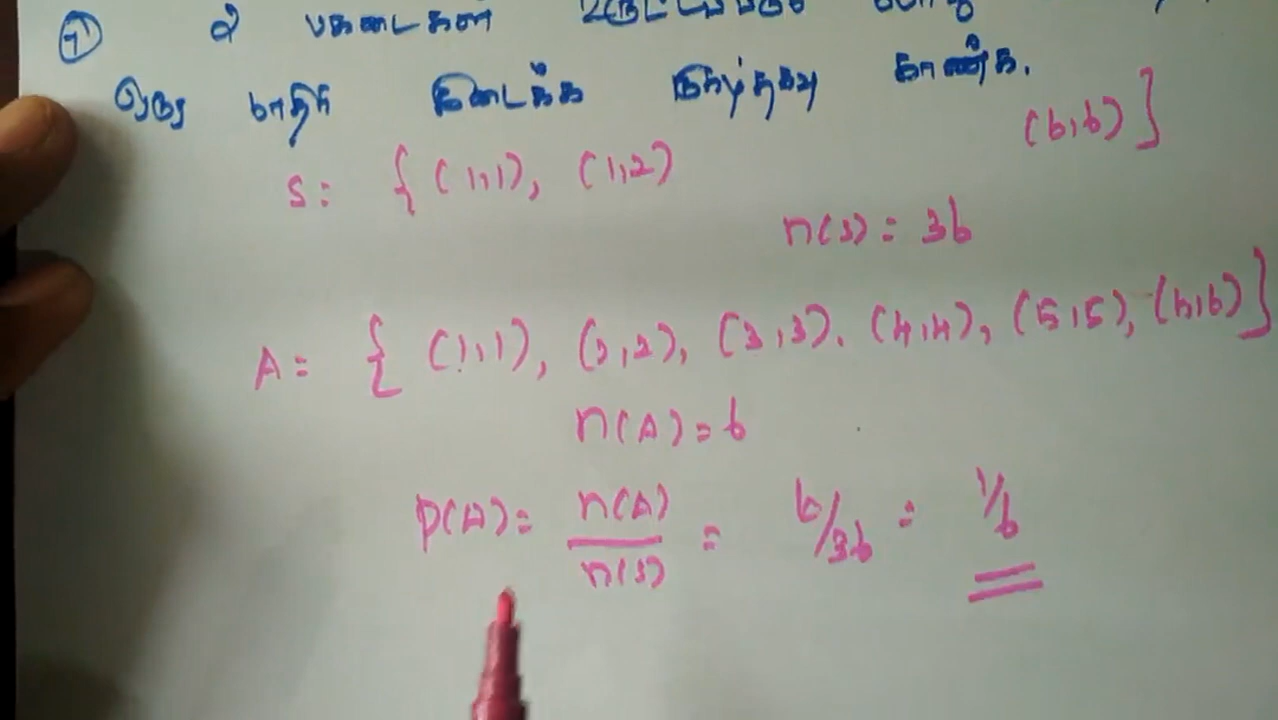 7) 2 பகடைகள் உருட்டப்படும் போது
ஒரே மாதிரி கிடைக்க நிகழ்தகவு காண்க.
S = { (1,1), (1,2) (6,6) }
n(S) = 36
A = { (1,1), (2,2), (3,3), (4,4), (5,5), (6,6) }
n(A) = 6
P(A) = n(A)/n(S) = 6/36 = 1/6